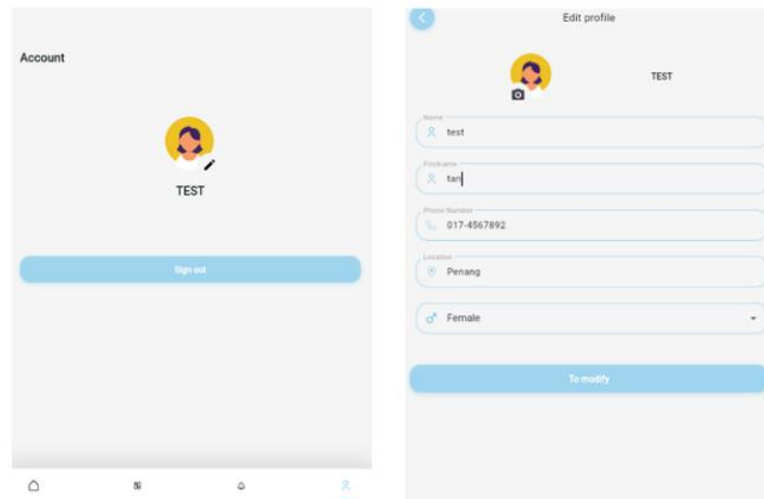 Account
TEST
Sign out
Edit profile
TEST
Name
test
Firstname
tan
Phone Number
017-4567892
Location
Penang
Female
To modify